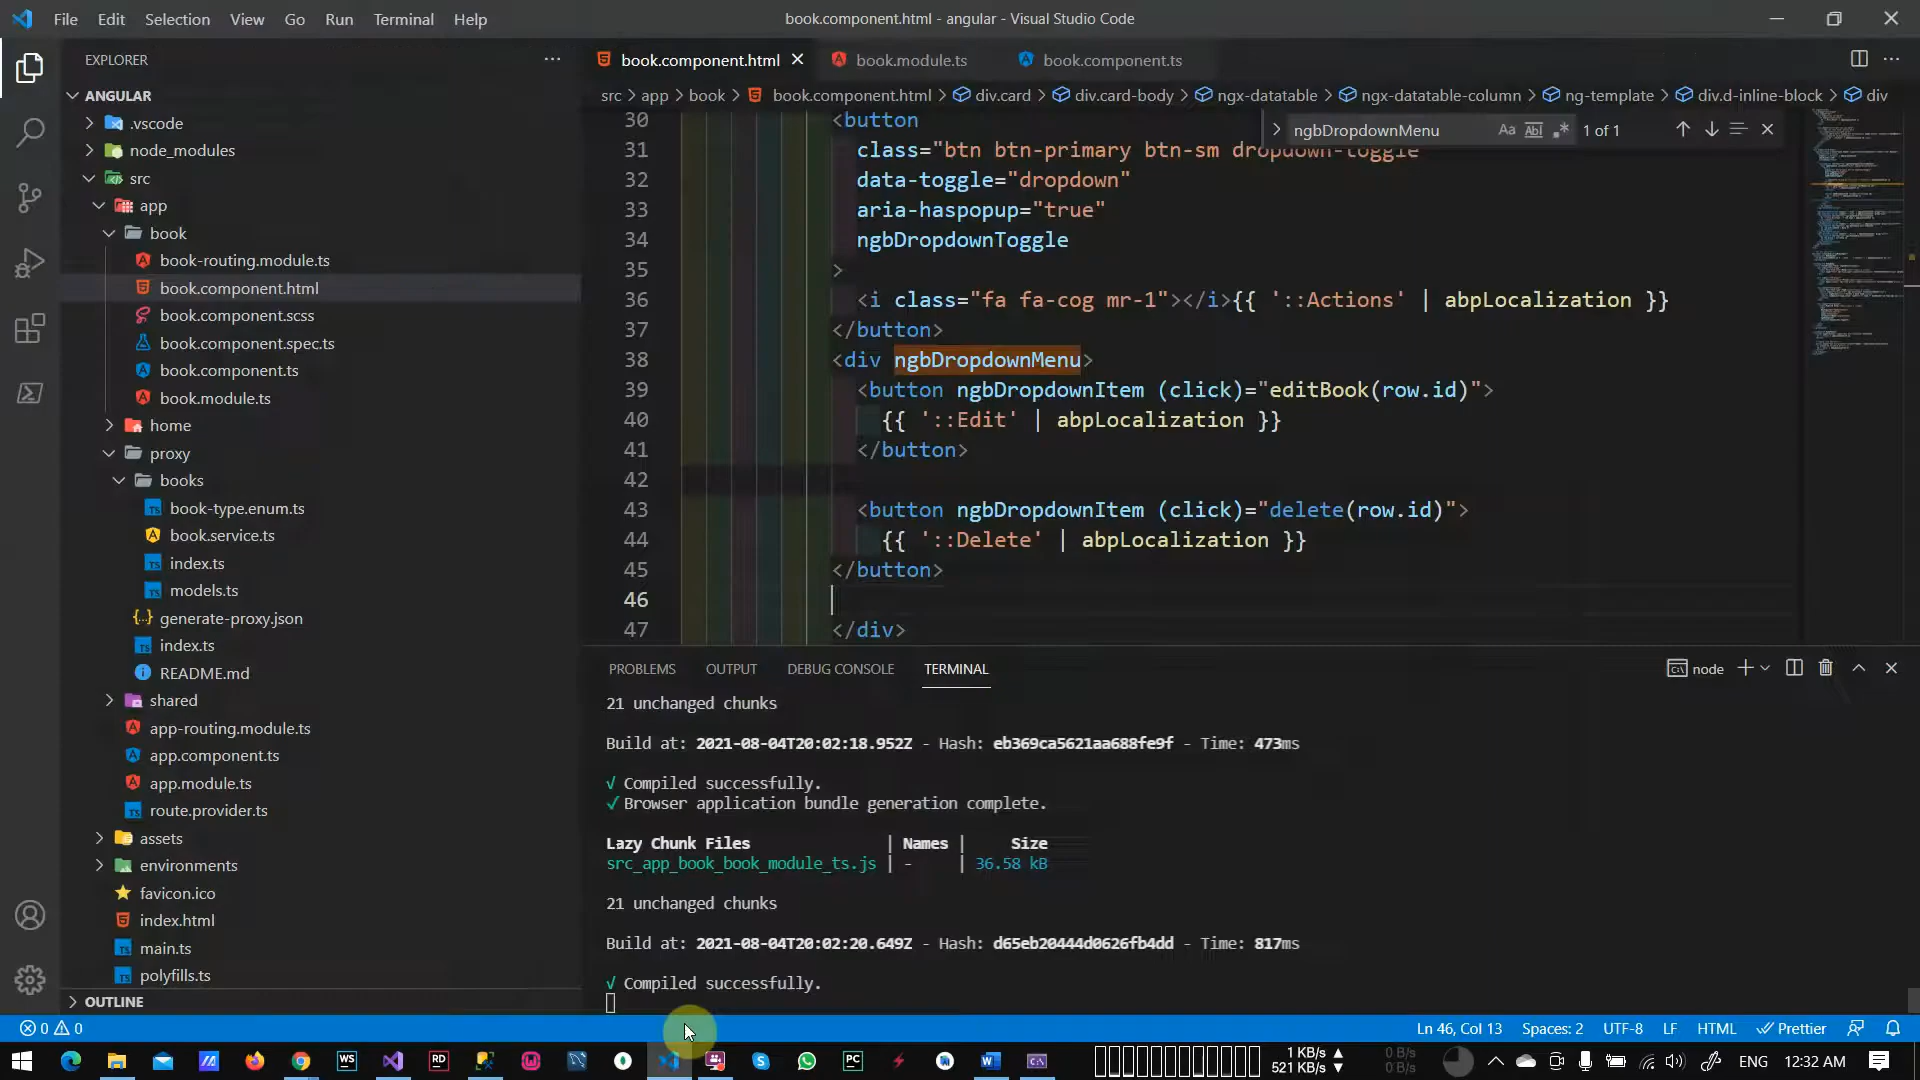 File Edit Selection View Go Run Terminal Help
book.component.html - angular - Visual Studio Code
EXPLORER
ANGULAR
.vscode
node_modules
src
app
book
book-routing.module.ts
book.component.html
book.component.scss
book.component.spec.ts
book.component.ts
book.module.ts
home
proxy
books
book-type.enum.ts
book.service.ts
index.ts
models.ts
generate-proxy.json
index.ts
README.md
shared
app-routing.module.ts
app.component.ts
app.module.ts
route.provider.ts
assets
environments
favicon.ico
index.html
main.ts
polyfills.ts
OUTLINE
book.component.html book.module.ts book.component.ts
src > app > book > book.component.html > div.card > div.card-body > ngx-datatable > ngx-datatable-column > ng-template > div.d-inline-block > div
ngbDropdownMenu Aa Abl .* 1 of 1
30 <button
31 class="btn btn-primary btn-sm dropdown-toggle
32 data-toggle="dropdown"
33 aria-haspopup="true"
34 ngbDropdownToggle
35 >
36 <i class="fa fa-cog mr-1"></i>{{ '::Actions' | abpLocalization }}
37 </button>
38 <div ngbDropdownMenu>
39 <button ngbDropdownItem (click)="editBook(row.id)">
40 {{ '::Edit' | abpLocalization }}
41 </button>
42
43 <button ngbDropdownItem (click)="delete(row.id)">
44 {{ '::Delete' | abpLocalization }}
45 </button>
46
47 </div>
PROBLEMS OUTPUT DEBUG CONSOLE TERMINAL
node
21 unchanged chunks
Build at: 2021-08-04T20:02:18.952Z - Hash: eb369ca5621aa688fe9f - Time: 473ms
√ Compiled successfully.
√ Browser application bundle generation complete.
Lazy Chunk Files | Names | Size
src_app_book_book_module_ts.js | - | 36.58 kB
21 unchanged chunks
Build at: 2021-08-04T20:02:20.649Z - Hash: d65eb20444d0626fb4dd - Time: 817ms
√ Compiled successfully.
0 0
Ln 46, Col 13 Spaces: 2 UTF-8 LF HTML Prettier
WS RD PC W
1 KB/s 0 B/s
521 KB/s 0 B/s
ENG 12:32 AM